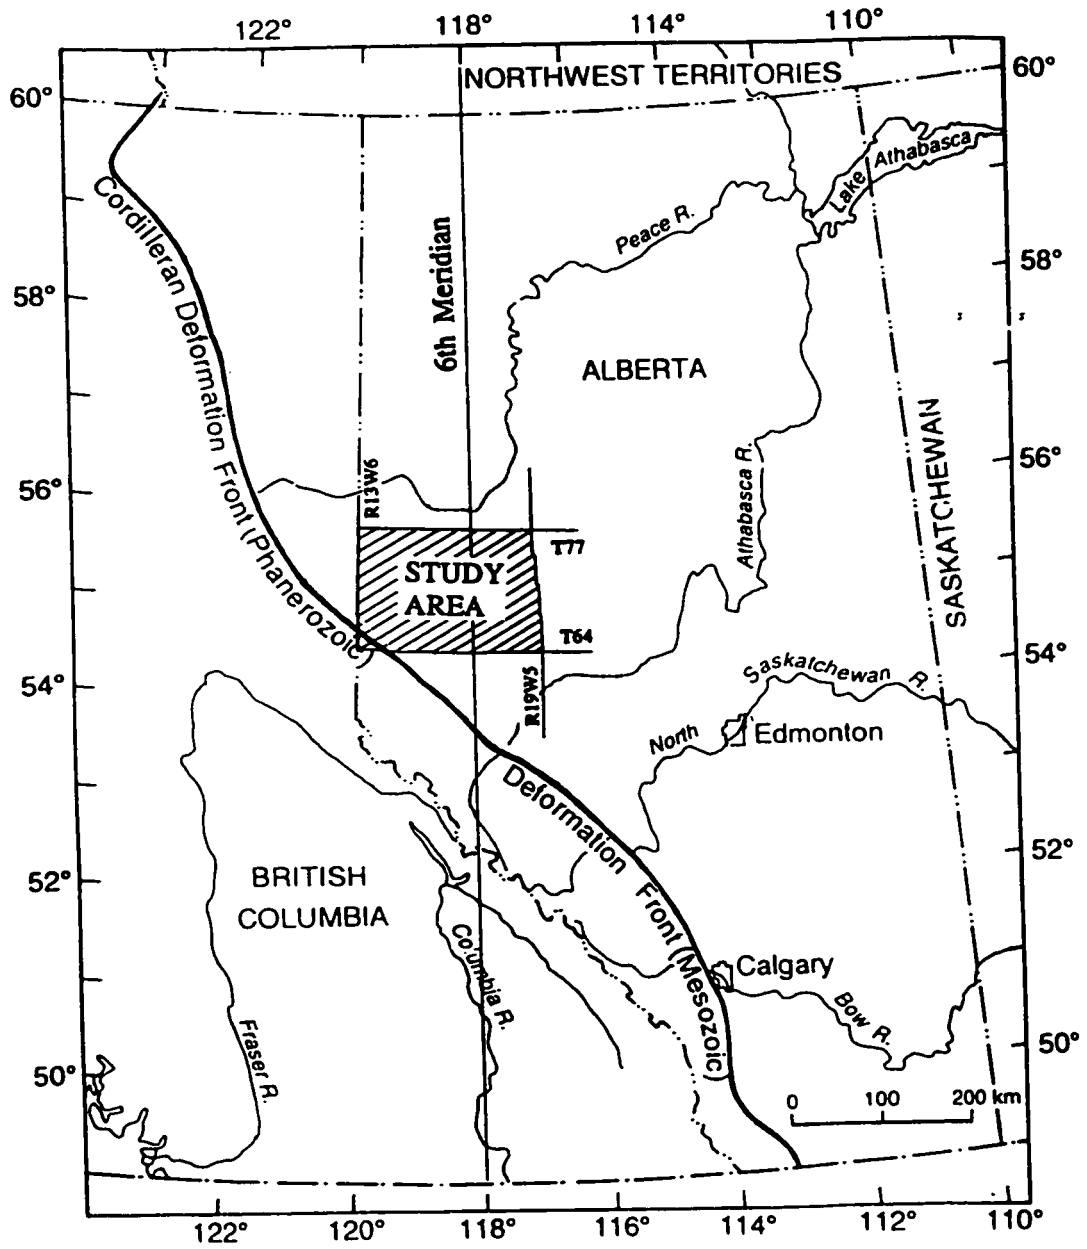 122°
118°
114°
110°
NORTHWEST TERRITORIES
60°
60°
Lake Athabasca
Peace R.
Cordilleran Deformation Front (Phanerozoic)
6th Meridian
58°
58°
ALBERTA
SASKATCHEWAN
Athabasca R.
56°
56°
R13W6
T77
STUDY
AREA
T64
R19W5
54°
54°
North Saskatchewan R.
Edmonton
Deformation Front (Mesozoic)
52°
52°
BRITISH
COLUMBIA
Columbia R.
Calgary
Bow R.
Fraser R.
50°
50°
0 100 200 km
122°
120°
118°
116°
114°
112°
110°